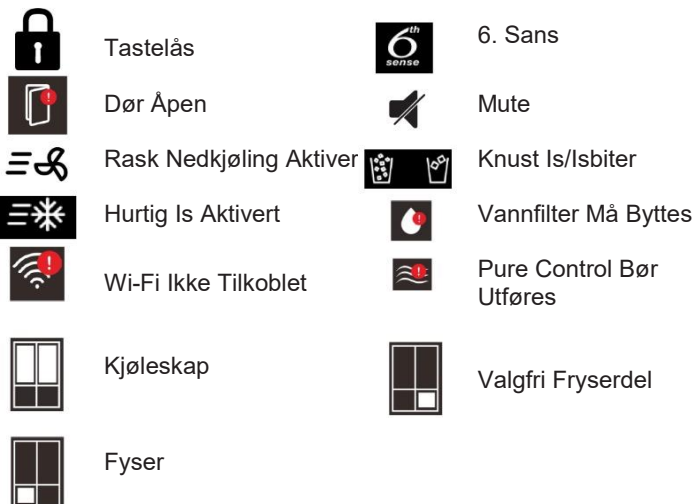 Tastelås
Dør Åpen
Rask Nedkjøling Aktiver
Hurtig Is Aktivert
Wi-Fi Ikke Tilkoblet
Kjøleskap
Fyser
6th
sense
6. Sans
Mute
Knust Is/Isbiter
Vannfilter Må Byttes
Pure Control Bør
Utføres
Valgfri Fryserdel